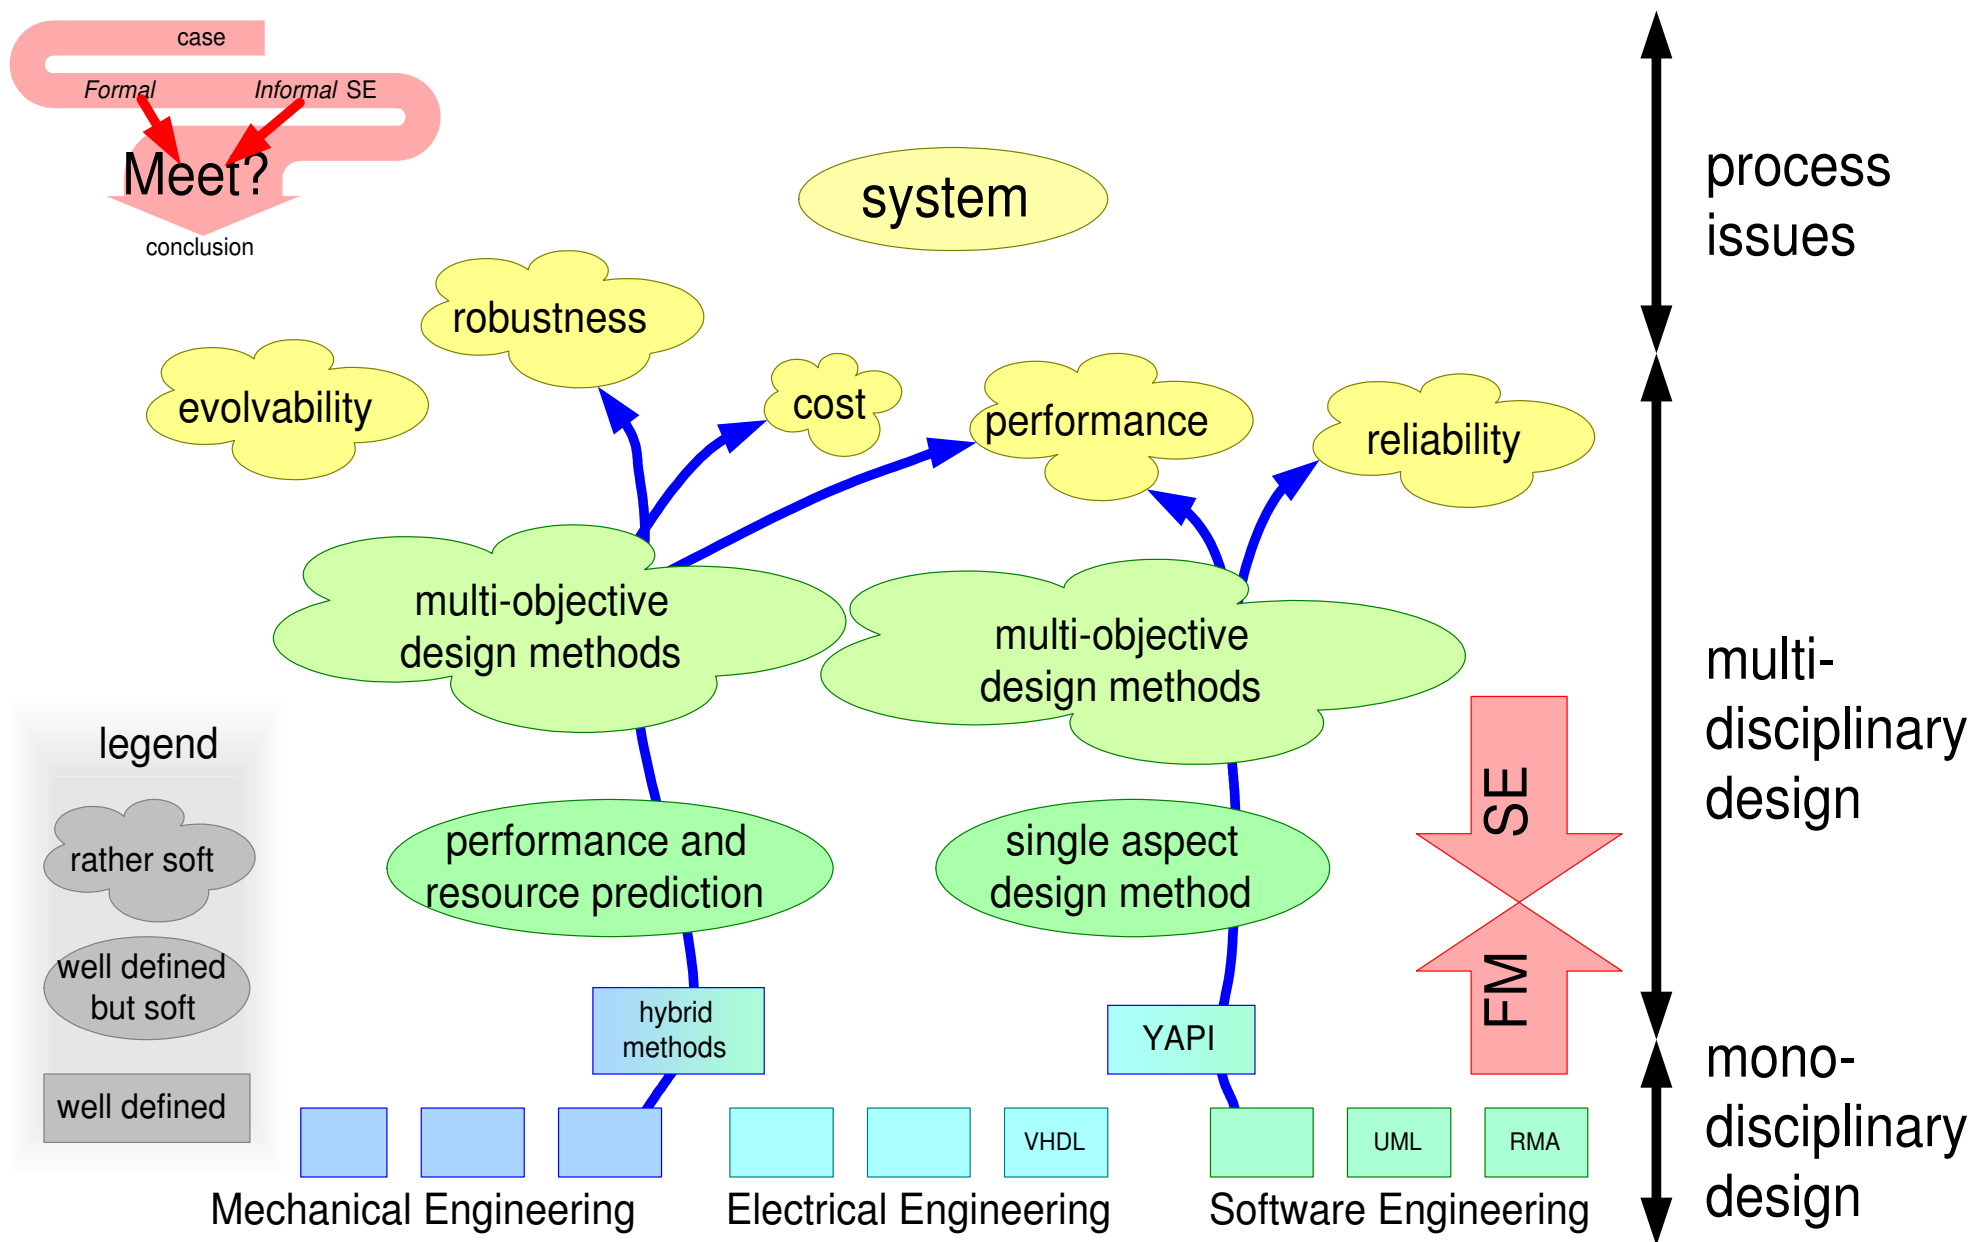 case
Formal
Informal SE
Meet?
conclusion
system
process
issues
robustness
evolvability
cost
performance
reliability
multi-objective
design methods
multi-objective
design methods
multi-
disciplinary
design
legend
rather soft
well defined
but soft
well defined
performance and
resource prediction
single aspect
design method
SE
FM
hybrid
methods
YAPI
mono-
disciplinary
design
VHDL
UML
RMA
Mechanical Engineering
Electrical Engineering
Software Engineering